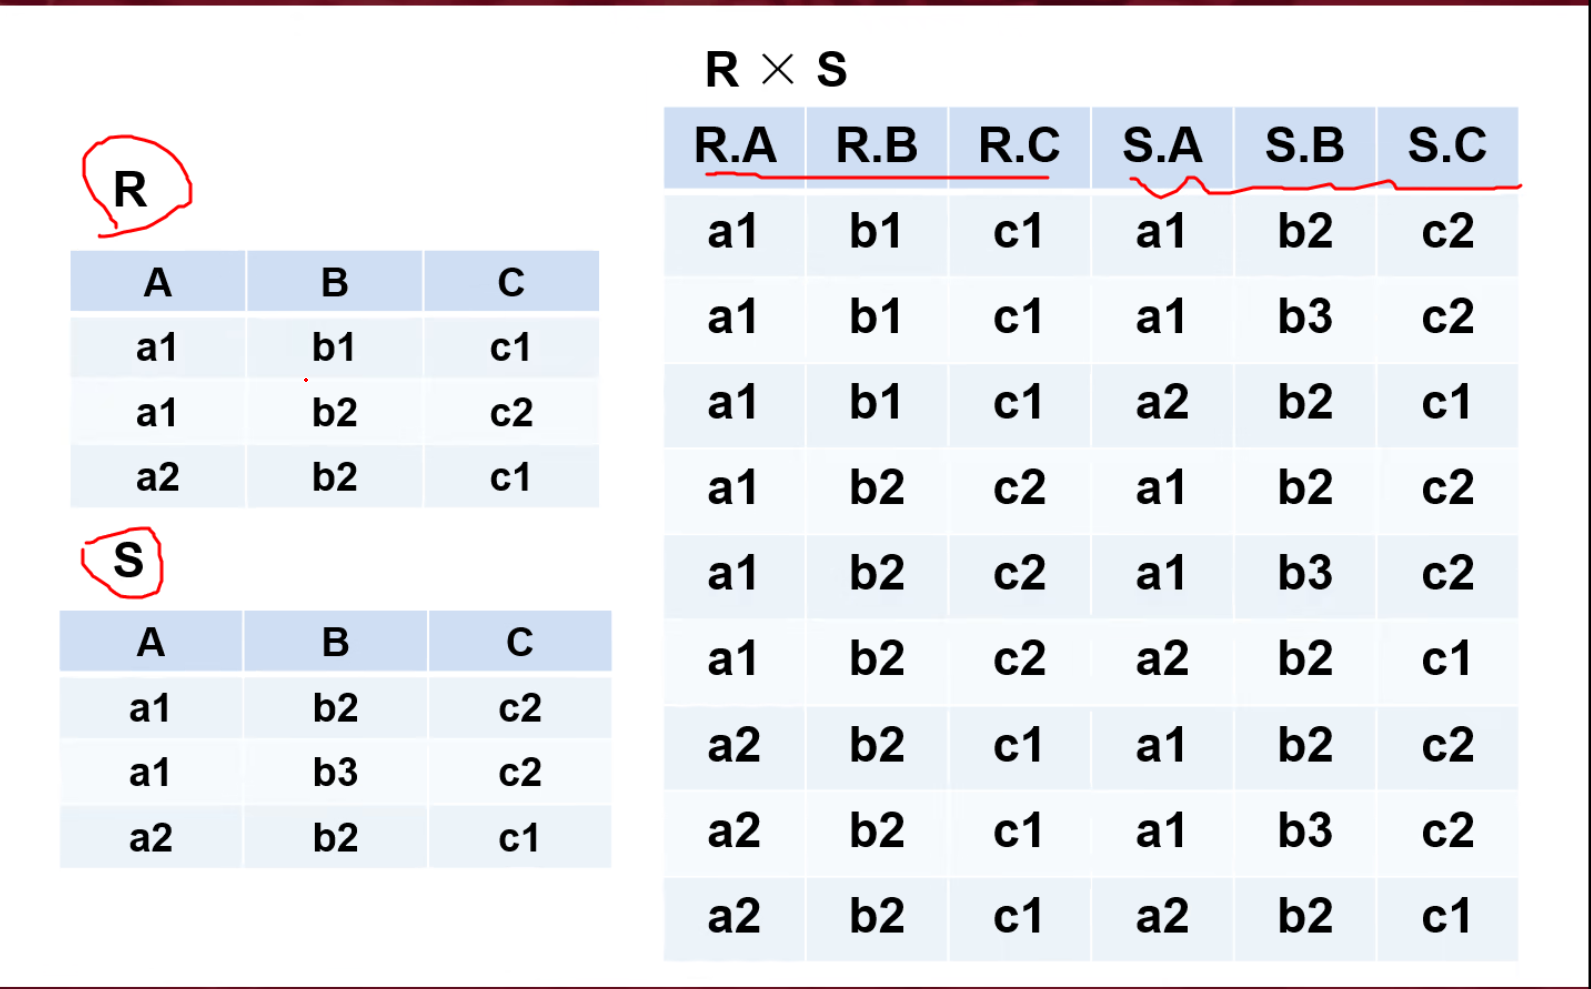 R
A B C
a1 b1 c1
a1 b2 c2
a2 b2 c1
S
A B C
a1 b2 c2
a1 b3 c2
a2 b2 c1
R × S
R.A R.B R.C S.A S.B S.C
a1 b1 c1 a1 b2 c2
a1 b1 c1 a1 b3 c2
a1 b1 c1 a2 b2 c1
a1 b2 c2 a1 b2 c2
a1 b2 c2 a1 b3 c2
a1 b2 c2 a2 b2 c1
a2 b2 c1 a1 b2 c2
a2 b2 c1 a1 b3 c2
a2 b2 c1 a2 b2 c1